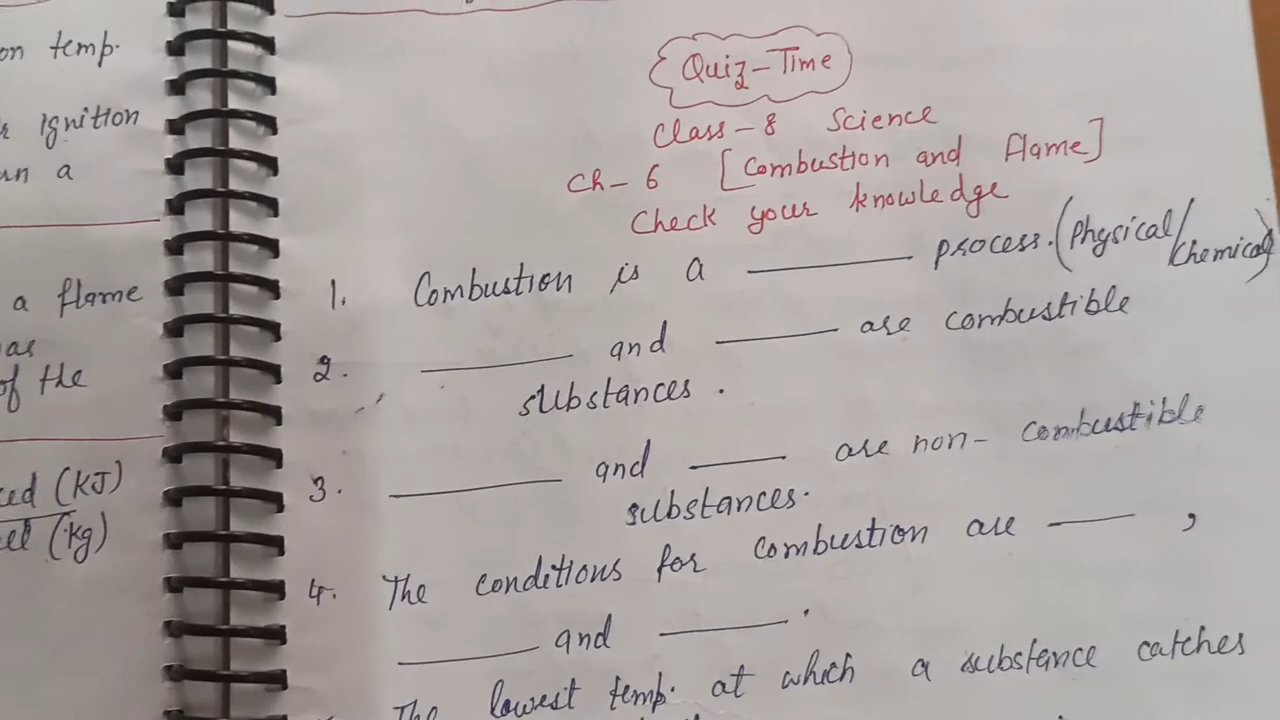 on temp.
ignition
a
a flame
as
of the
(KJ)
(kg)
Quiz-Time
Class-8 Science
Ch-6 [Combustion and Flame]
Check your knowledge
1. Combustion is a ______ process. (Physical/Chemical)
2. ______ and ______ are combustible
substances.
3. ______ and ______ are non-combustible
substances.
4. The conditions for combustion are ______ ,
______ and ______.
The lowest temp. at which a substance catches